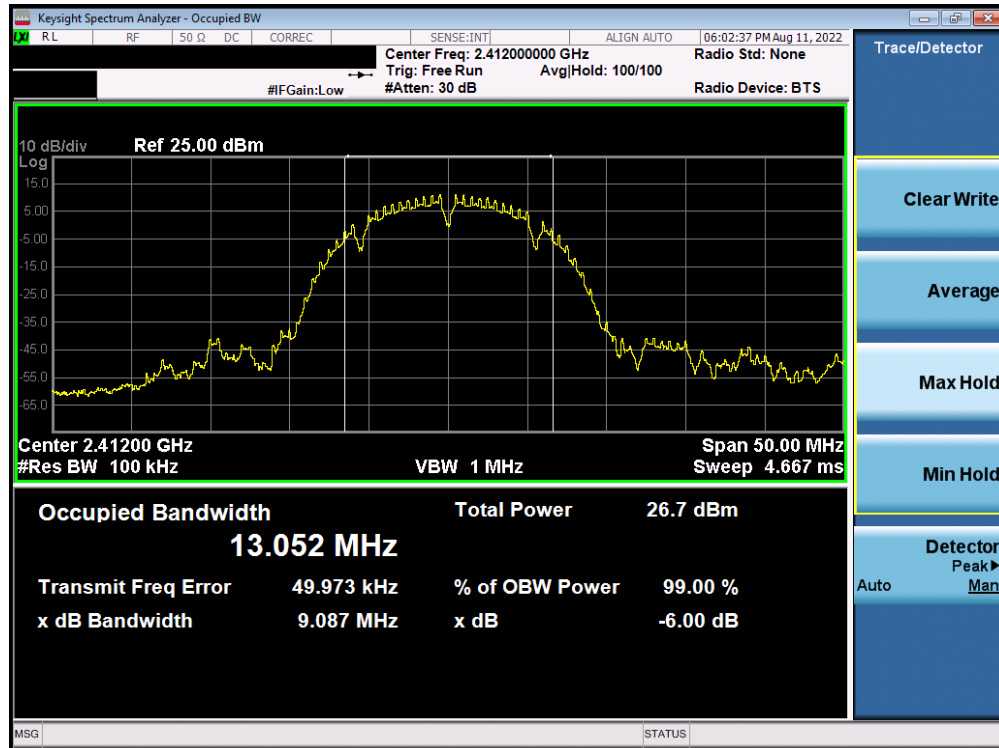 Keysight Spectrum Analyzer - Occupied BW
LXI RL RF 50 Ω DC CORREC SENSE:INT ALIGN AUTO 06:02:37 PM Aug 11, 2022
Center Freq: 2.412000000 GHz Radio Std: None
Trig: Free Run Avg|Hold: 100/100
#IFGain:Low #Atten: 30 dB Radio Device: BTS
Trace/Detector
10 dB/div Ref 25.00 dBm
Log
15.0
5.00
-5.00
-15.0
-25.0
-35.0
-45.0
-55.0
-65.0
Center 2.41200 GHz Span 50.00 MHz
#Res BW 100 kHz VBW 1 MHz Sweep 4.667 ms
Occupied Bandwidth Total Power 26.7 dBm
13.052 MHz
Transmit Freq Error 49.973 kHz % of OBW Power 99.00 %
x dB Bandwidth 9.087 MHz x dB -6.00 dB
Clear Write
Average
Max Hold
Min Hold
Detector
Peak▶
Auto Man
MSG STATUS